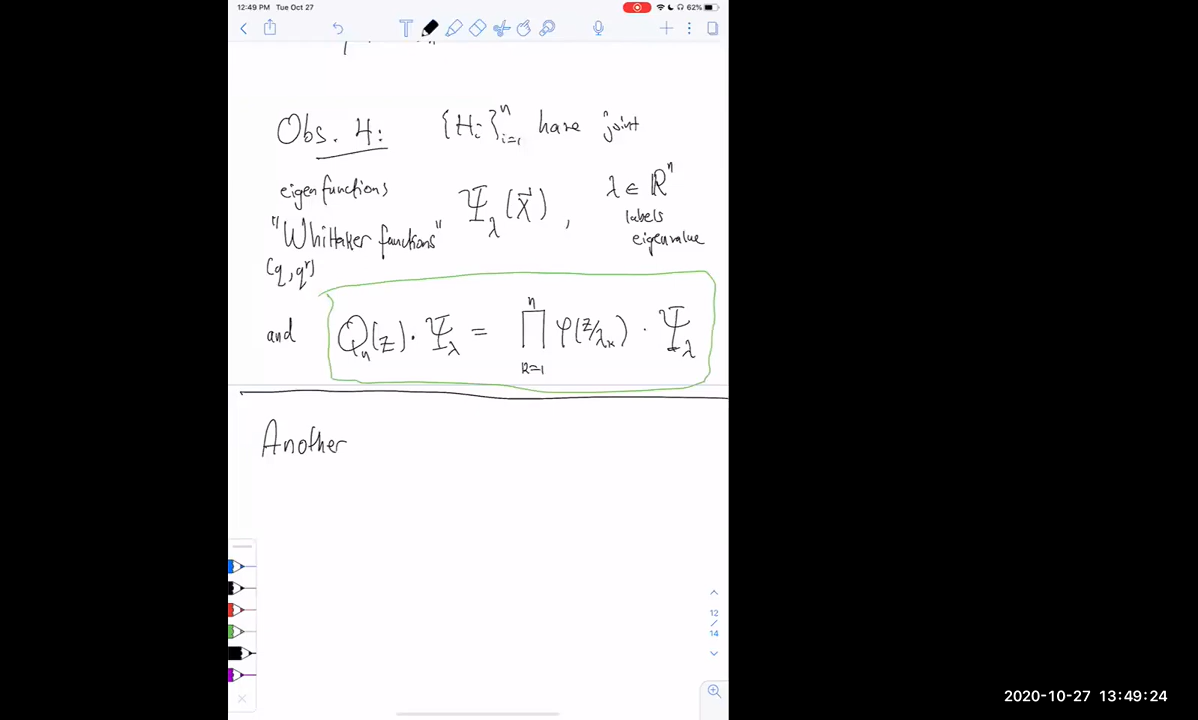 12:49 PM Tue Oct 27
62%
Obs. 4: {Hi}ⁿᵢ₌₁ have joint
eigenfunctions Ψ_λ(x⃗), λ ∈ ℝⁿ
labels
"Whittaker functions" eigenvalue
(q, qʳ)
and Qₙ(z)·Ψ_λ = ∏ⁿₖ₌₁ φ(z/λₖ) · Ψ_λ
Another
12
/
14
2020-10-27 13:49:24